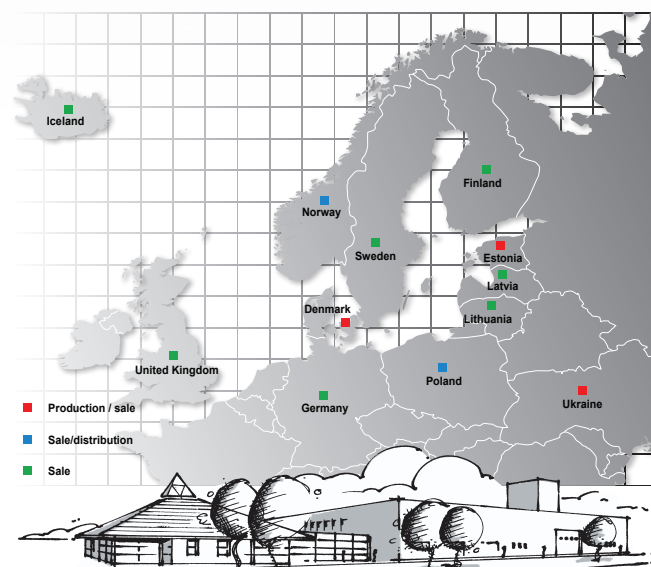 Iceland
Finland
Norway
Sweden
Estonia
Latvia
Denmark
Lithuania
United Kingdom
Poland
Germany
Ukraine
Production / sale
Sale/distribution
Sale